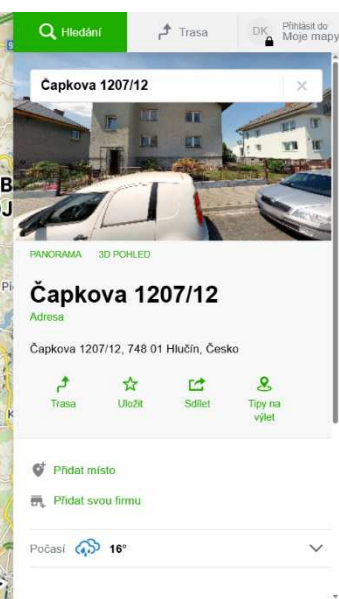 Hledání
Trasa
DK
Přihlásit do
Moje mapy
Čapkova 1207/12
PANORAMA 3D POHLED
Čapkova 1207/12
Adresa
Čapkova 1207/12, 748 01 Hlučín, Česko
Trasa
Uložit
Sdílet
Tipy na
výlet
Přidat místo
Přidat svou firmu
Počasí 16°
B
J